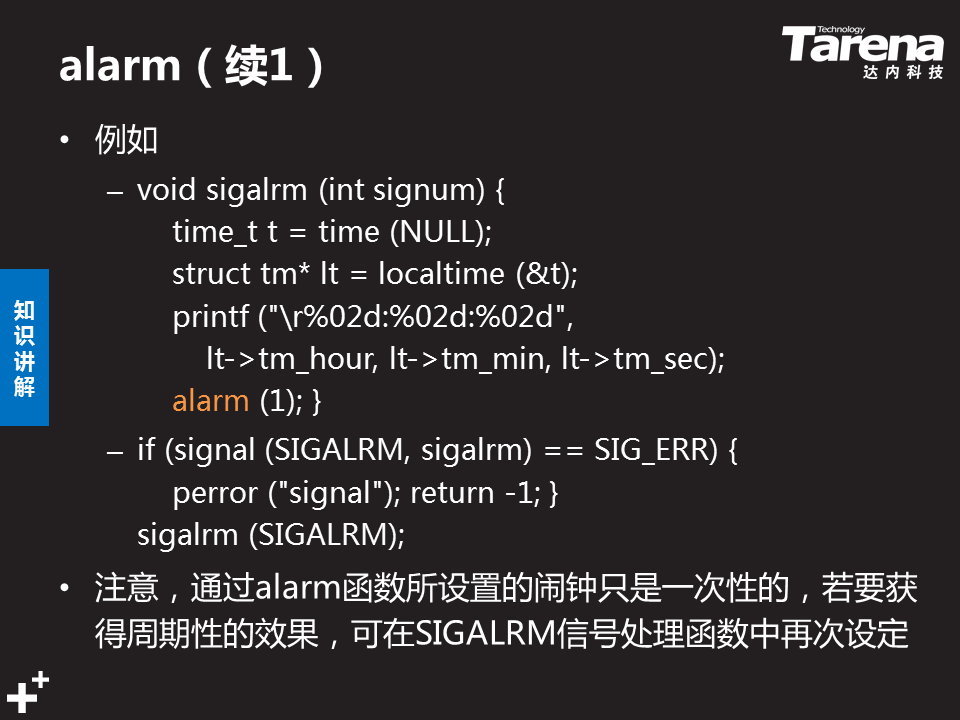 alarm（续1）
Technology
Tarena
达内科技
• 例如
– void sigalrm (int signum) {
time_t t = time (NULL);
struct tm* lt = localtime (&t);
printf ("\r%02d:%02d:%02d",
lt->tm_hour, lt->tm_min, lt->tm_sec);
alarm (1); }
– if (signal (SIGALRM, sigalrm) == SIG_ERR) {
perror ("signal"); return -1; }
sigalrm (SIGALRM);
• 注意，通过alarm函数所设置的闹钟只是一次性的，若要获
得周期性的效果，可在SIGALRM信号处理函数中再次设定
知
识
讲
解